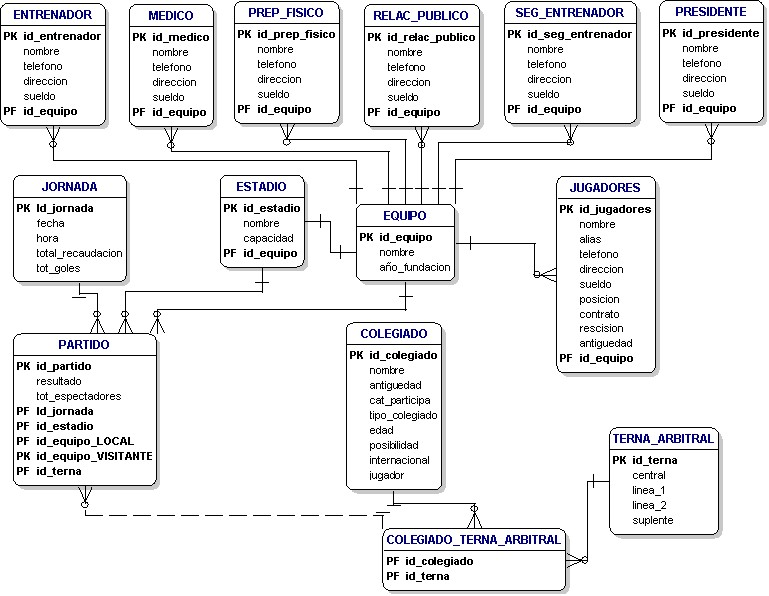 ENTRENADOR
PK id_entrenador
nombre
telefono
direccion
sueldo
PF id_equipo
MEDICO
PK id_medico
nombre
telefono
direccion
sueldo
PF id_equipo
PREP_FISICO
PK id_prep_fisico
nombre
telefono
direccion
sueldo
PF id_equipo
RELAC_PUBLICO
PK id_relac_publico
nombre
telefono
direccion
sueldo
PF id_equipo
SEG_ENTRENADOR
PK id_seg_entrenador
nombre
telefono
direccion
sueldo
PF id_equipo
PRESIDENTE
PK id_presidente
nombre
telefono
direccion
sueldo
PF id_equipo
JORNADA
PK Id_jornada
fecha
hora
total_recaudacion
tot_goles
ESTADIO
PK id_estadio
nombre
capacidad
PF id_equipo
EQUIPO
PK id_equipo
nombre
año_fundacion
JUGADORES
PK id_jugadores
nombre
alias
telefono
direccion
sueldo
posicion
contrato
rescision
antiguedad
PF id_equipo
PARTIDO
PK id_partido
resultado
tot_espectadores
PF Id_jornada
PF id_estadio
PF id_equipo_LOCAL
PK id_equipo_VISITANTE
PF id_terna
COLEGIADO
PK id_colegiado
nombre
antiguedad
cat_participa
tipo_colegiado
edad
posibilidad
internacional
jugador
TERNA_ARBITRAL
PK id_terna
central
linea_1
linea_2
suplente
COLEGIADO_TERNA_ARBITRAL
PF id_colegiado
PF id_terna